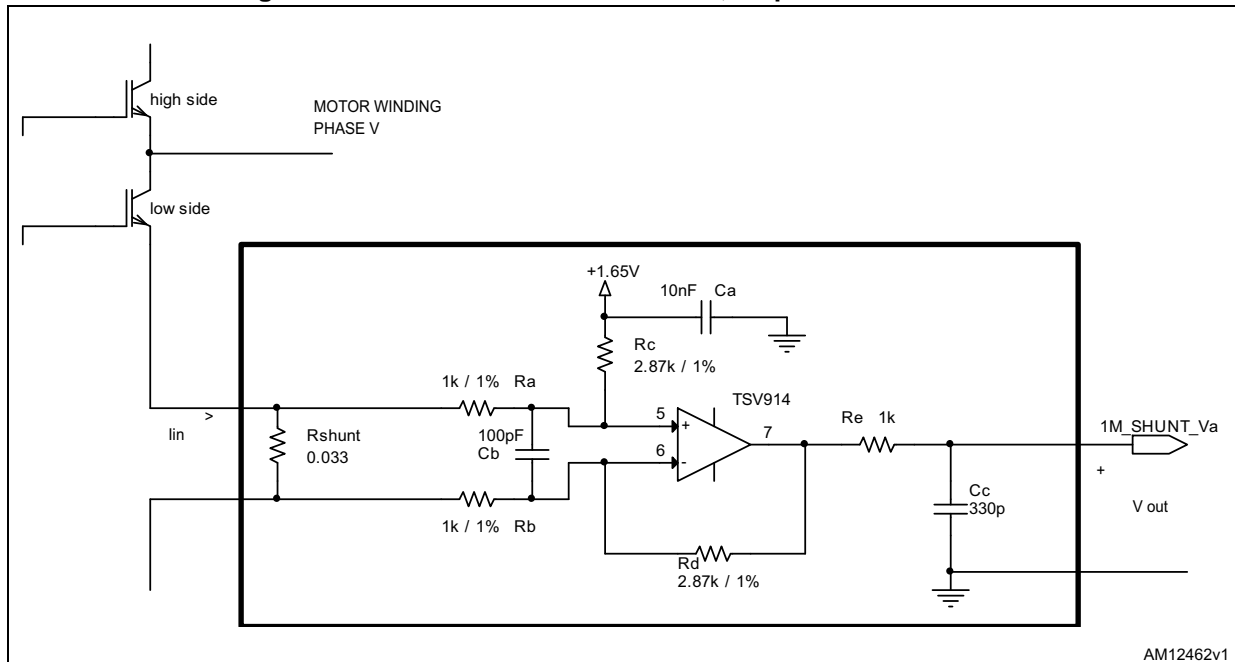 high side
MOTOR WINDING
PHASE V
low side
+1.65V
10nF Ca
Rc
2.87k / 1%
1k / 1% Ra
TSV914
5
+
7
Re 1k
1M_SHUNT_Va
>
Iin
Rshunt
0.033
100pF
Cb
6
-
+
Cc
330p
V out
1k / 1% Rb
Rd
2.87k / 1%
AM12462v1